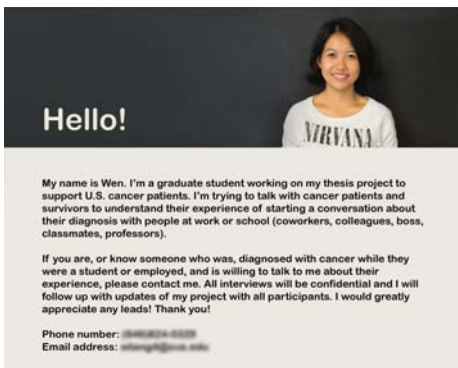 Hello!
NIRVANA
My name is Wen. I'm a graduate student working on my thesis project to
support U.S. cancer patients. I'm trying to talk with cancer patients and
survivors to understand their experience of starting a conversation about
their diagnosis with people at work or school (coworkers, colleagues, boss,
classmates, professors).
If you are, or know someone who was, diagnosed with cancer while they
were a student or employed, and is willing to talk to me about their
experience, please contact me. All interviews will be confidential and I will
follow up with updates of my project with all participants. I would greatly
appreciate any leads! Thank you!
Phone number:
Email address: